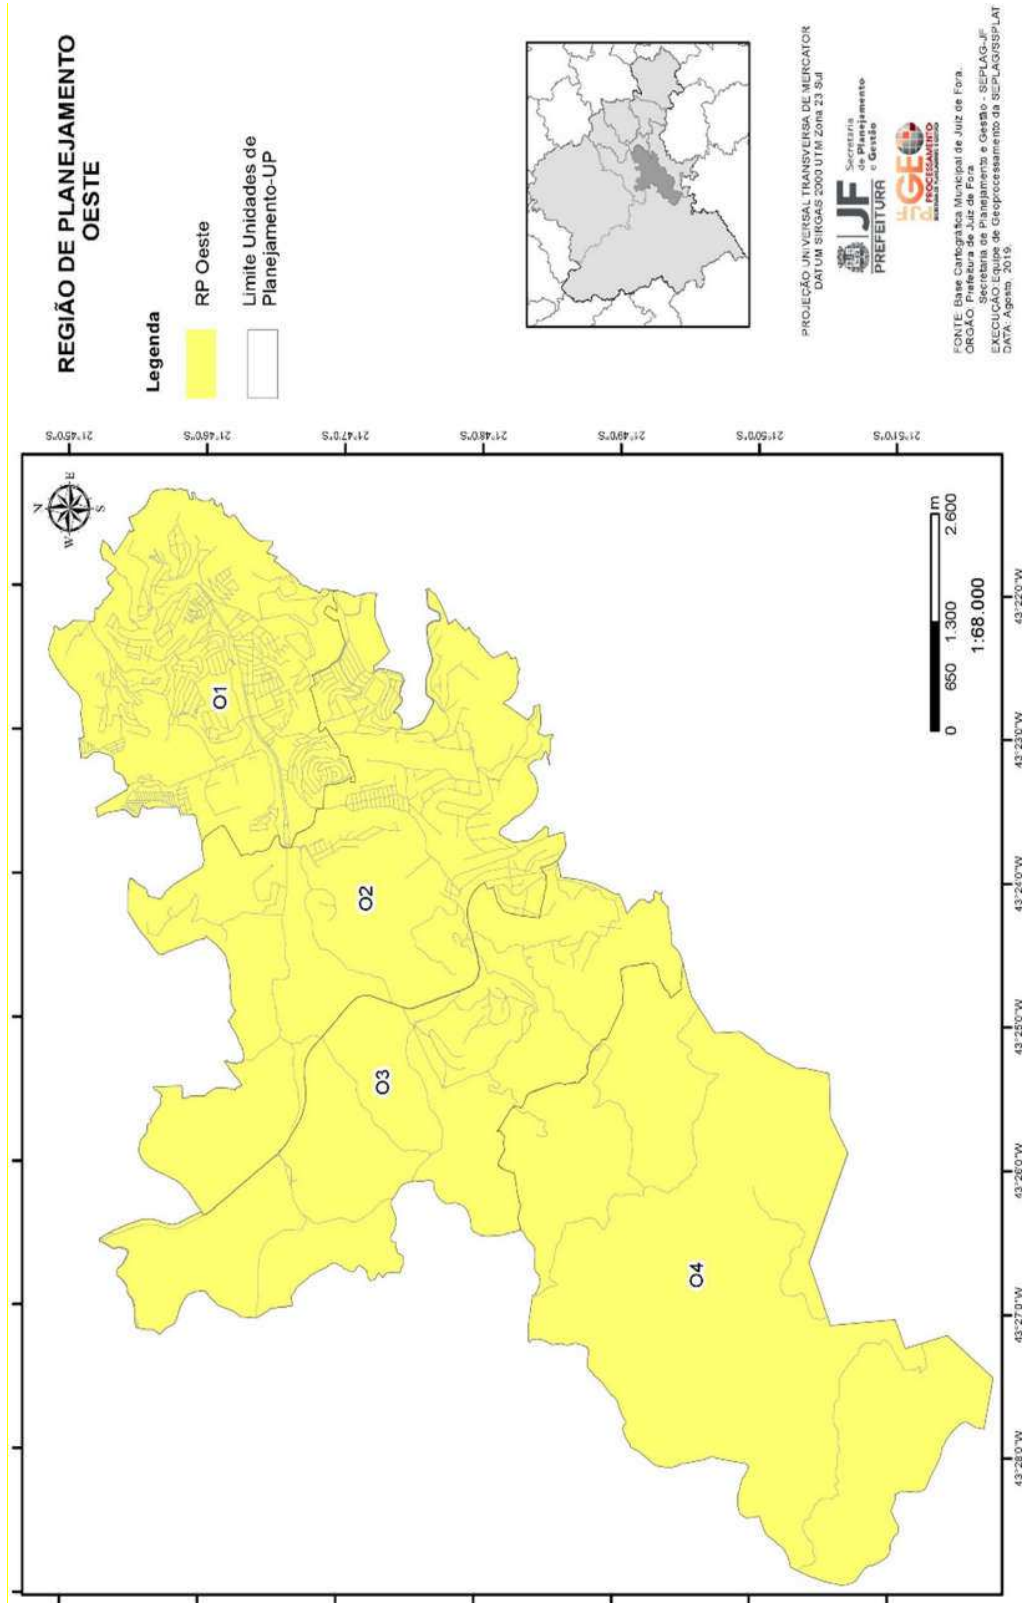 REGIÃO DE PLANEJAMENTO
OESTE
Legenda
RP Oeste
Limite Unidades de
Planejamento-UP
PROJEÇÃO UNIVERSAL TRANSVERSA DE MERCATOR
DATUM SIRGAS 2000 UTM Zona 23 Sul
JF
PREFEITURA
Secretaria
de Planejamento
e Gestão
GEO
PROCESSAMENTO
FONTE: Base Cartográfica Municipal de Juiz de Fora.
ÓRGÃO: Prefeitura de Juiz de Fora
Secretaria de Planejamento e Gestão - SEPLAG-JF
EXECUÇÃO: Equipe de Geoprocessamento da SEPLAG/SSPLAT
DATA: Agosto, 2019.
21°45'0"S
21°46'0"S
21°47'0"S
21°48'0"S
21°49'0"S
21°50'0"S
21°51'0"S
N
W
E
S
O1
O2
O3
O4
0 650 1.300 2.600
m
1:68.000
43°28'0"W
43°27'0"W
43°26'0"W
43°25'0"W
43°24'0"W
43°23'0"W
43°22'0"W